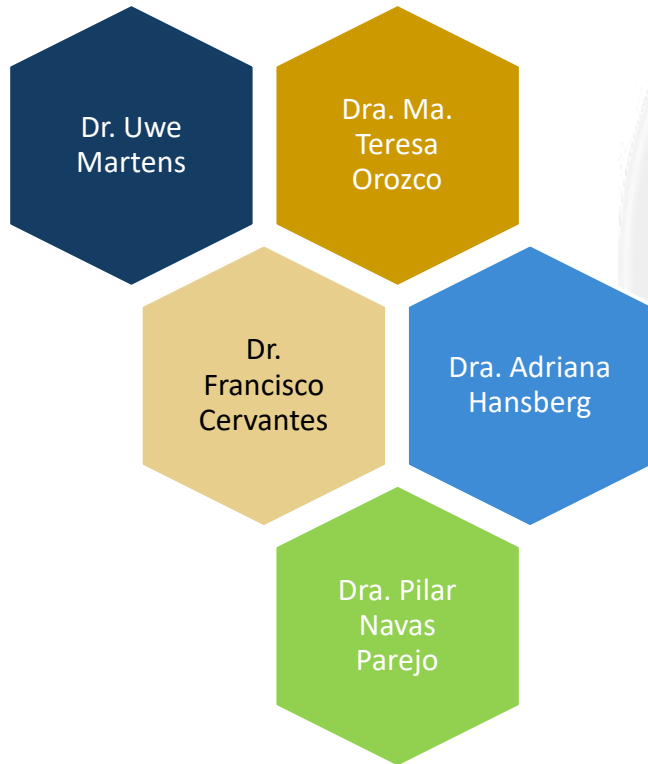 Dr. Uwe
Martens
Dra. Ma.
Teresa
Orozco
Dr.
Francisco
Cervantes
Dra. Adriana
Hansberg
Dra. Pilar
Navas
Parejo